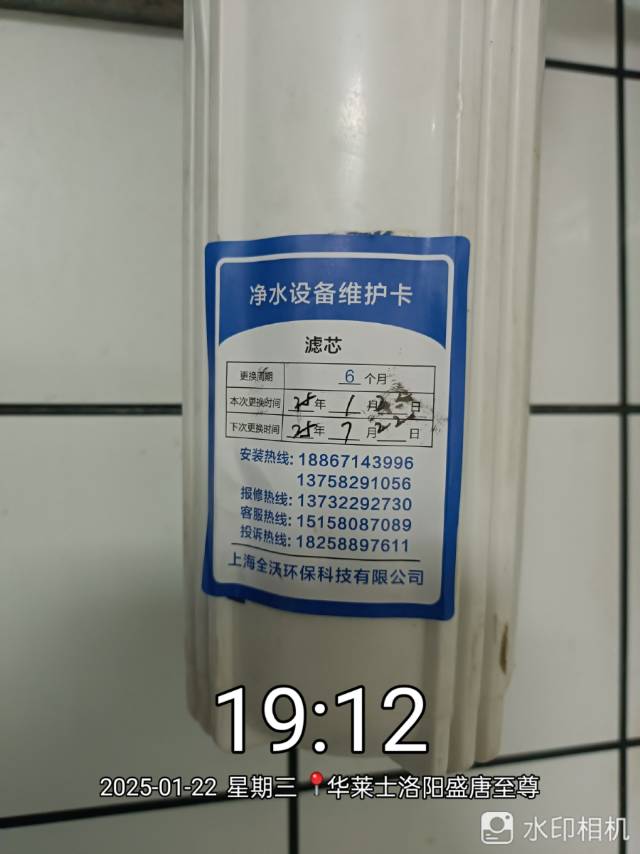 净水设备维护卡
滤芯
更换周期 6 个月
本次更换时间 25年 1 月 日
下次更换时间 25年 7 月 22 日
安装热线: 18867143996
13758291056
报修热线: 13732292730
客服热线: 15158087089
投诉热线: 18258897611
上海全沃环保科技有限公司
19:12
2025-01-22 星期三 华莱士洛阳盛唐至尊
水印相机